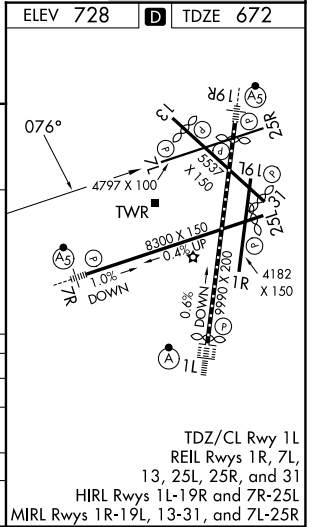 ELEV 728
D
TDZE 672
19R
A5
13
P
076°
P
25R
P
7L
P
5537
X 150
16L
4797 X 100
P
TWR
31
25L
8300 X 150
A5
P
0.4% UP
P
1.0%
DOWN
4182
X 150
7R
0.6%
DOWN
9990 X 200
1R
P
A
1L
TDZ/CL Rwy 1L
REIL Rwys 1R, 7L,
13, 25L, 25R, and 31
HIRL Rwys 1L-19R and 7R-25L
MIRL Rwys 1R-19L, 13-31, and 7L-25R